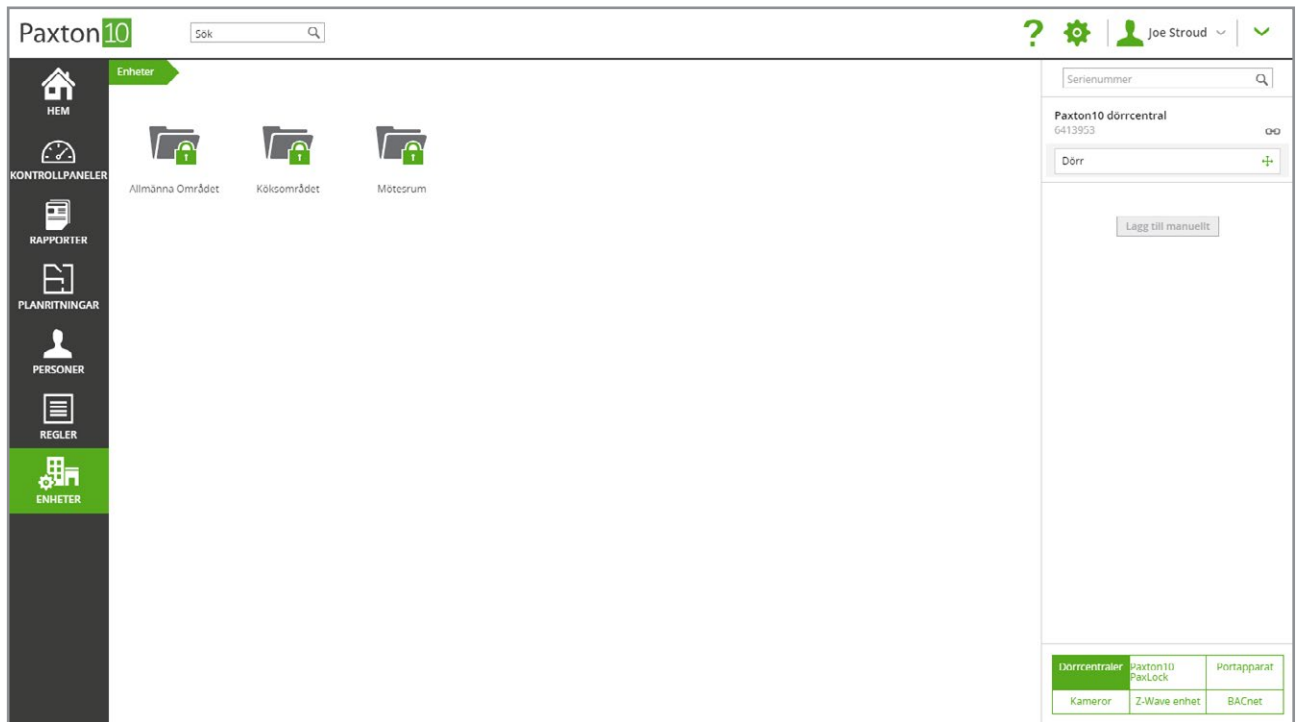 Paxton10
Sök
?
Joe Stroud
HEM
KONTROLLPANELER
RAPPORTER
PLANRITNINGAR
PERSONER
REGLER
ENHETER
Enheter
Allmänna Området
Köksområdet
Mötesrum
Serienummer
Paxton10 dörrcentral
6413953
Dörr
Lägg till manuellt
Dörrcentraler
Paxton10
PaxLock
Portapparat
Kameror
Z-Wave enhet
BACnet